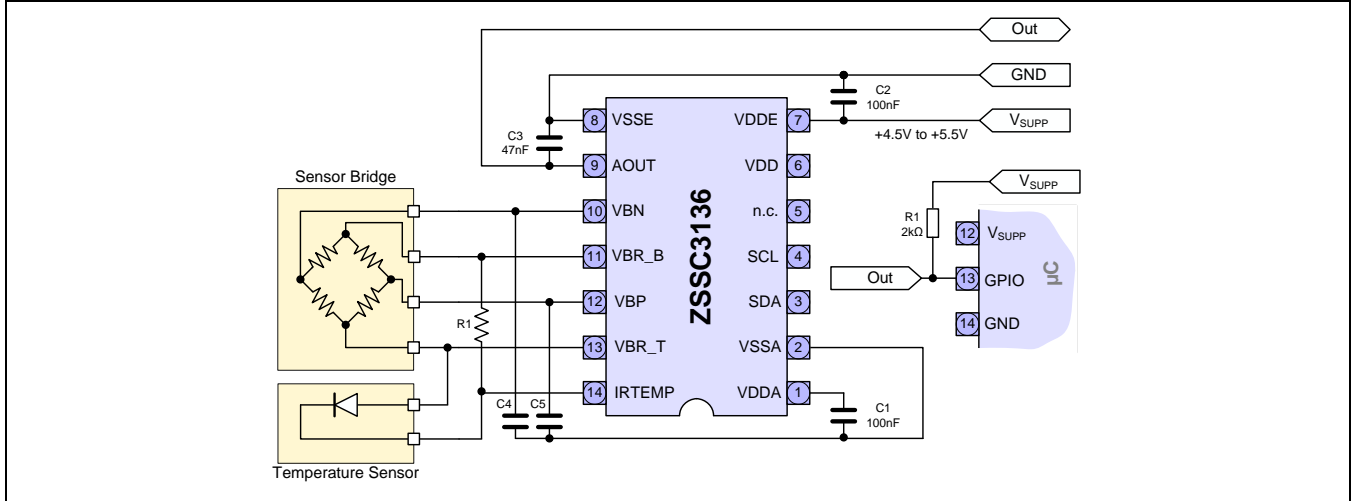 Out
GND
C2
100nF
8 VSSE
VDDE 7
V_SUPP
+4.5V to +5.5V
C3
47nF
9 AOUT
VDD 6
Sensor Bridge
V_SUPP
10 VBN
n.c. 5
R1
2kΩ
12 V_SUPP
ZSSC3136
11 VBR_B
SCL 4
Out
13 GPIO
µC
12 VBP
SDA 3
R1
14 GND
13 VBR_T
VSSA 2
14 IRTEMP
VDDA 1
C4
C5
C1
100nF
Temperature Sensor